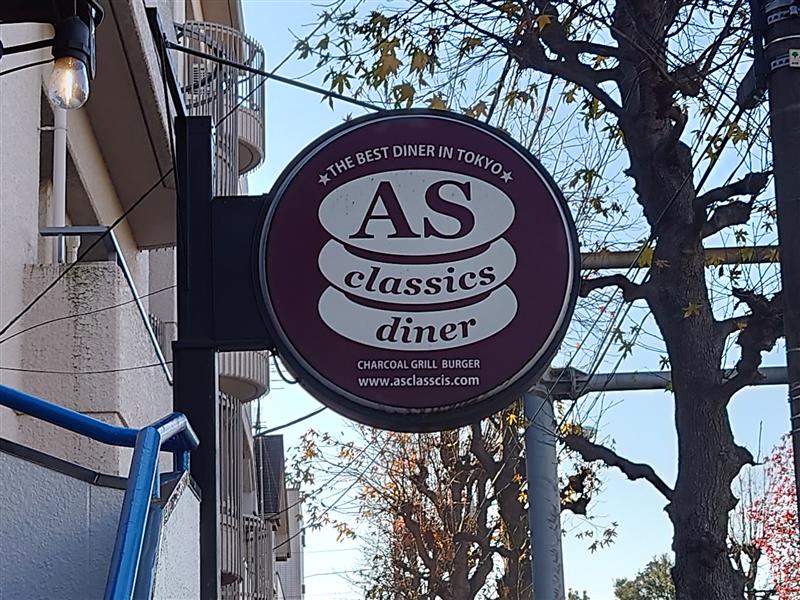 ★THE BEST DINER IN TOKYO★
AS
classics
diner
CHARCOAL GRILL BURGER
www.asclasscis.com